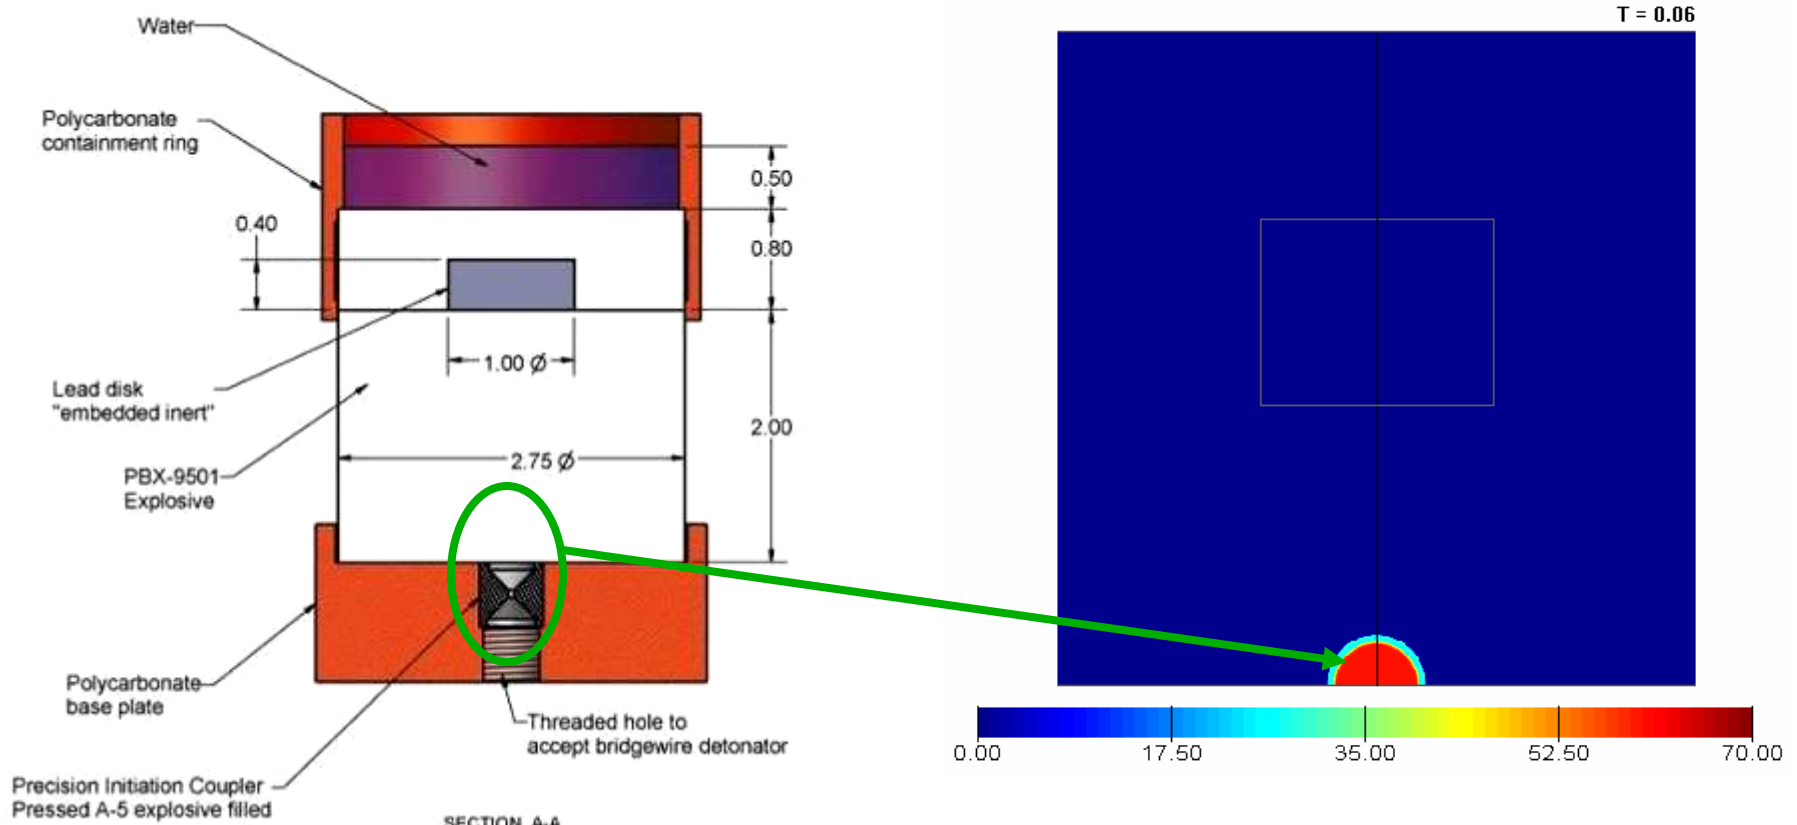 Water
Polycarbonate
containment ring
0.40
0.50
0.80
1.00 Ø
Lead disk
"embedded inert"
2.00
2.75 Ø
PBX-9501
Explosive
Polycarbonate
base plate
Threaded hole to
accept bridgewire detonator
Precision Initiation Coupler
Pressed A-5 explosive filled
SECTION A-A
T = 0.06
0.00
17.50
35.00
52.50
70.00